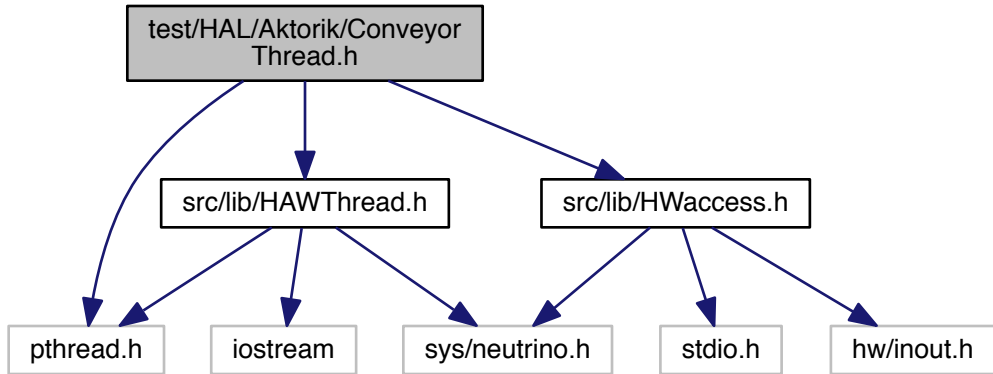 test/HAL/Aktorik/Conveyor
Thread.h
src/lib/HAWThread.h
src/lib/HWaccess.h
pthread.h
iostream
sys/neutrino.h
stdio.h
hw/inout.h